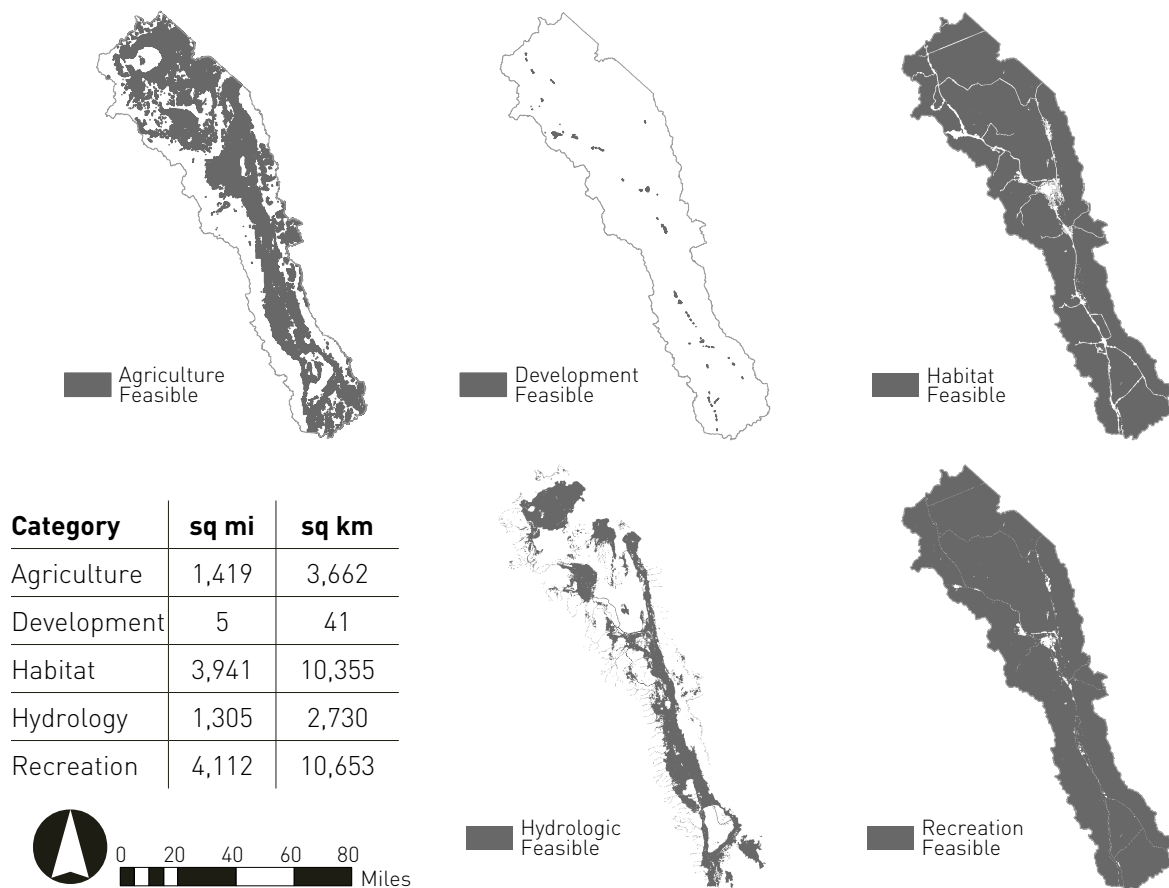 Agriculture
Feasible
Development
Feasible
Habitat
Feasible
Category sq mi sq km
Agriculture 1,419 3,662
Development 5 41
Habitat 3,941 10,355
Hydrology 1,305 2,730
Recreation 4,112 10,653
Hydrologic
Feasible
Recreation
Feasible
0 20 40 60 80
Miles